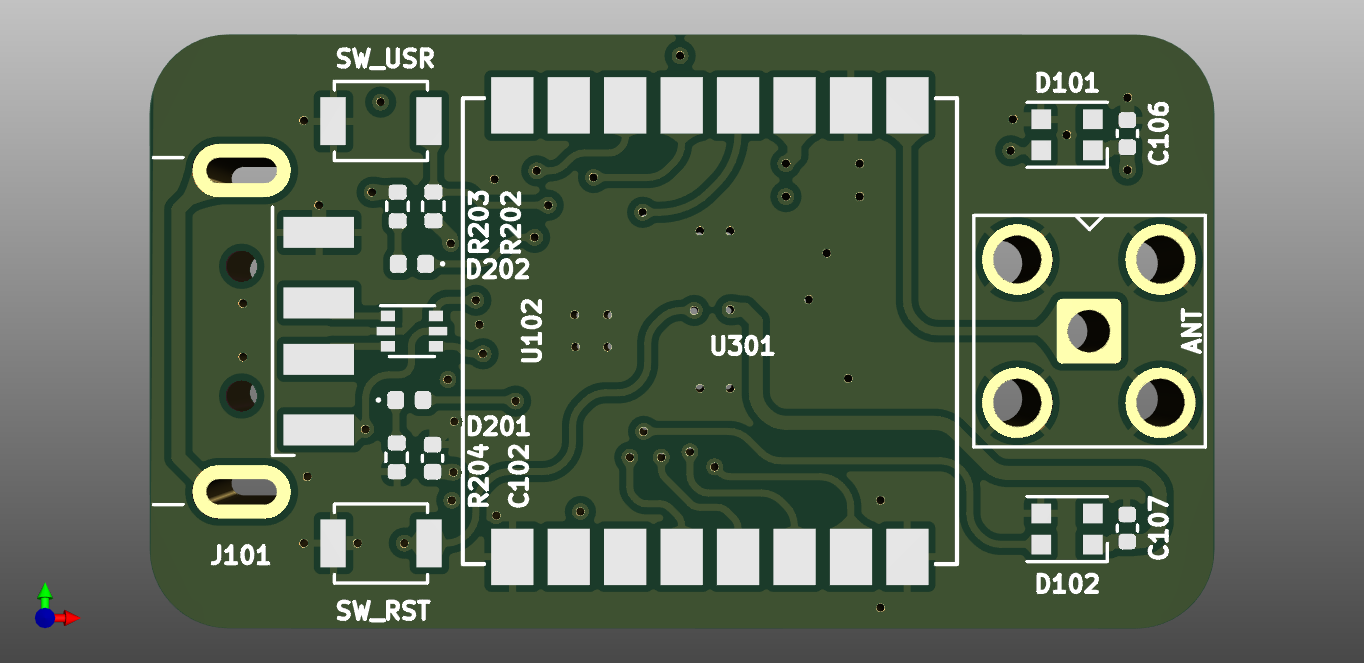 SW_USR
D101
C106
R203
R202
D202
U102
U301
ANT
D201
R204
C102
C107
J101
D102
SW_RST